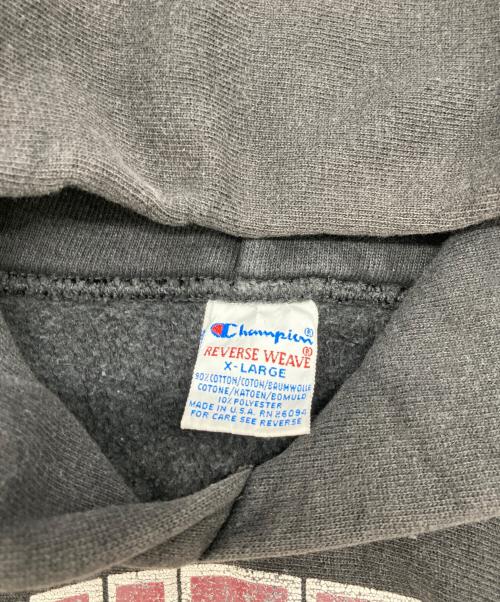 Champion®
REVERSE WEAVE®
X-LARGE
90% COTTON/COTON/BAUMWOLLE
COTONE/KATOEN/BOMULD
10% POLYESTER
MADE IN U.S.A. RN 26094
FOR CARE SEE REVERSE